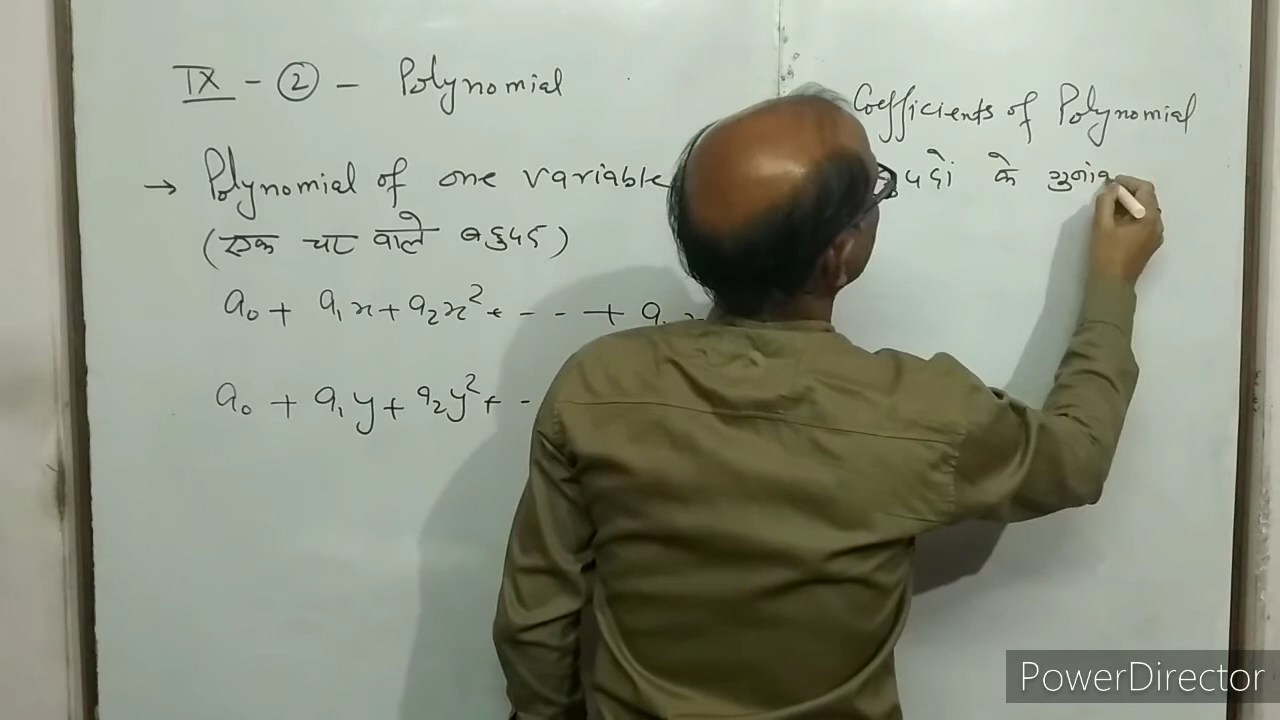 IX - ② - Polynomial
→ Polynomial of one variable
(एक चर वाले बहुपद)
a₀ + a₁x + a₂x² + - - - + a
a₀ + a₁y + a₂y² + -
Coefficients of Polynomial
पदों के गुनांक
PowerDirector